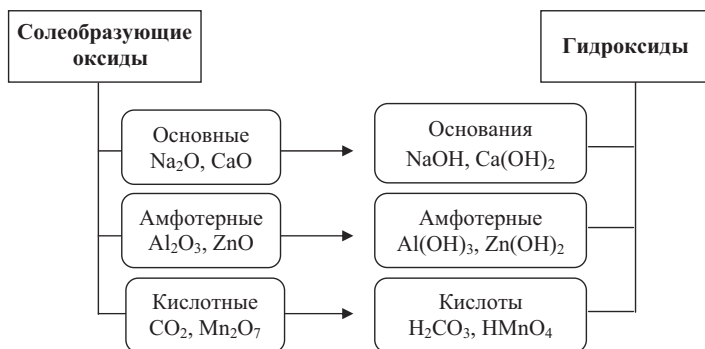 Солеобразующие
оксиды
Гидроксиды
Основные
Na₂O, CaO
Основания
NaOH, Ca(OH)₂
Амфотерные
Al₂O₃, ZnO
Амфотерные
Al(OH)₃, Zn(OH)₂
Кислотные
CO₂, Mn₂O₇
Кислоты
H₂CO₃, HMnO₄